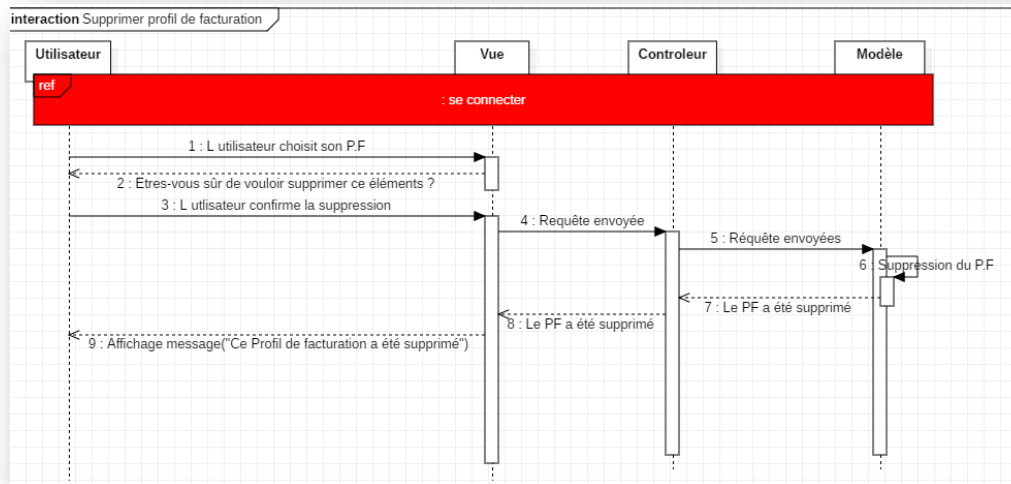 interaction Supprimer profil de facturation
Utilisateur
Vue
Controleur
Modèle
ref
: se connecter
1 : L utilisateur choisit son P.F
2 : Etres-vous sûr de vouloir supprimer ce éléments ?
3 : L utlisateur confirme la suppression
4 : Requête envoyée
5 : Réquête envoyées
6 : Suppression du P.F
7 : Le PF a été supprimé
8 : Le PF a été supprimé
9 : Affichage message("Ce Profil de facturation a été supprimé")